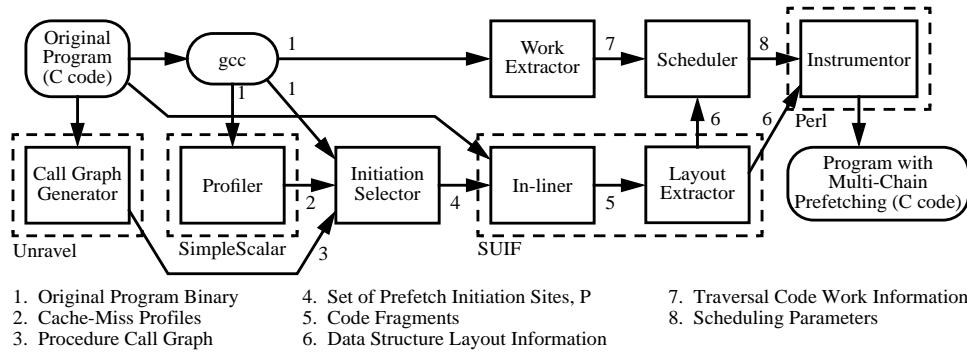 Original
Program
(C code)
gcc
1
1
1
Work
Extractor
7
Scheduler
8
Instrumentor
Perl
6
6
Call Graph
Generator
Unravel
Profiler
SimpleScalar
2
3
Initiation
Selector
4
In-liner
5
Layout
Extractor
SUIF
Program with
Multi-Chain
Prefetching (C code)
1. Original Program Binary
2. Cache-Miss Profiles
3. Procedure Call Graph
4. Set of Prefetch Initiation Sites, P
5. Code Fragments
6. Data Structure Layout Information
7. Traversal Code Work Information
8. Scheduling Parameters